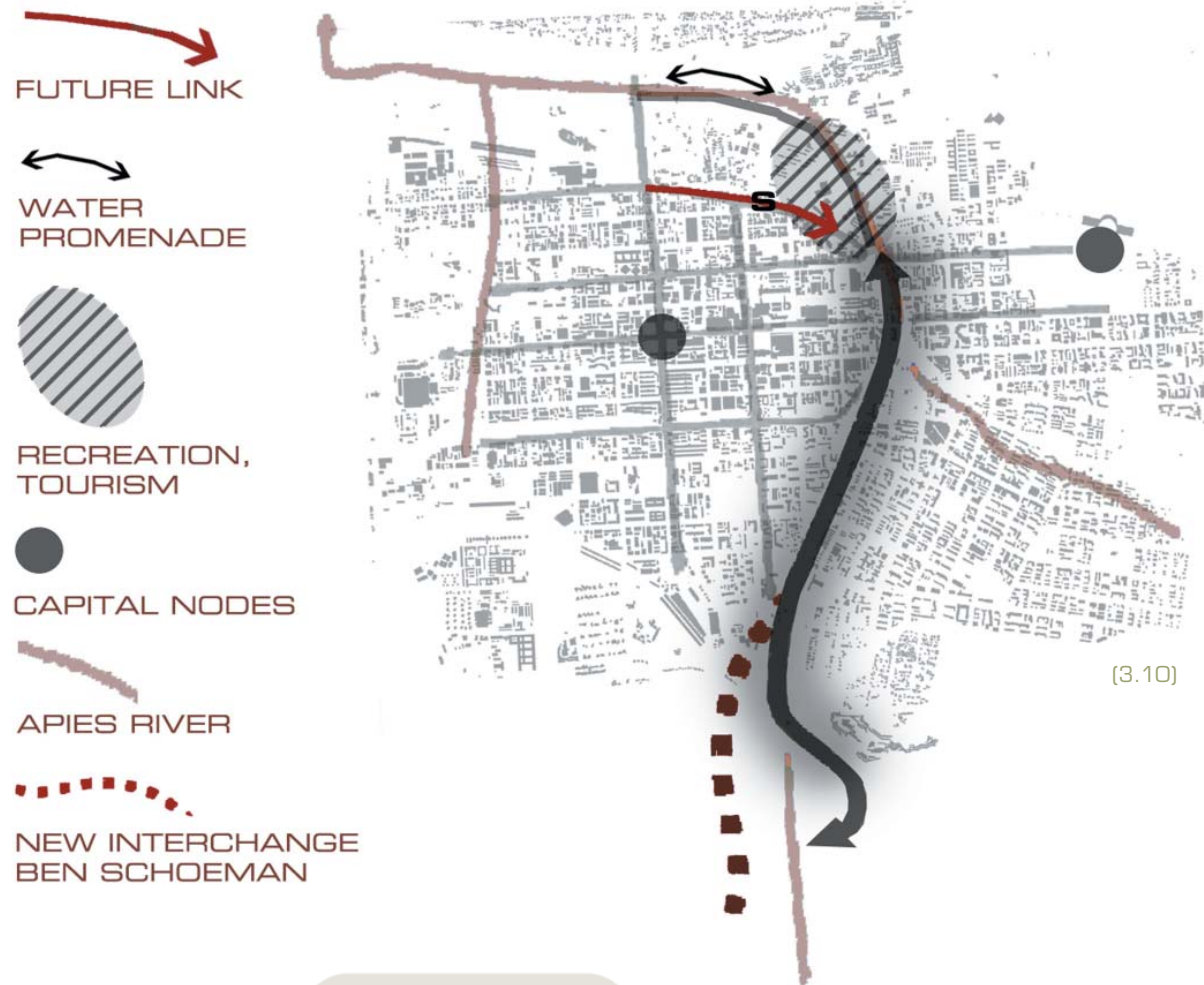 FUTURE LINK
WATER
PROMENADE
RECREATION,
TOURISM
CAPITAL NODES
APIES RIVER
NEW INTERCHANGE
BEN SCHOEMAN
S
(3.10)